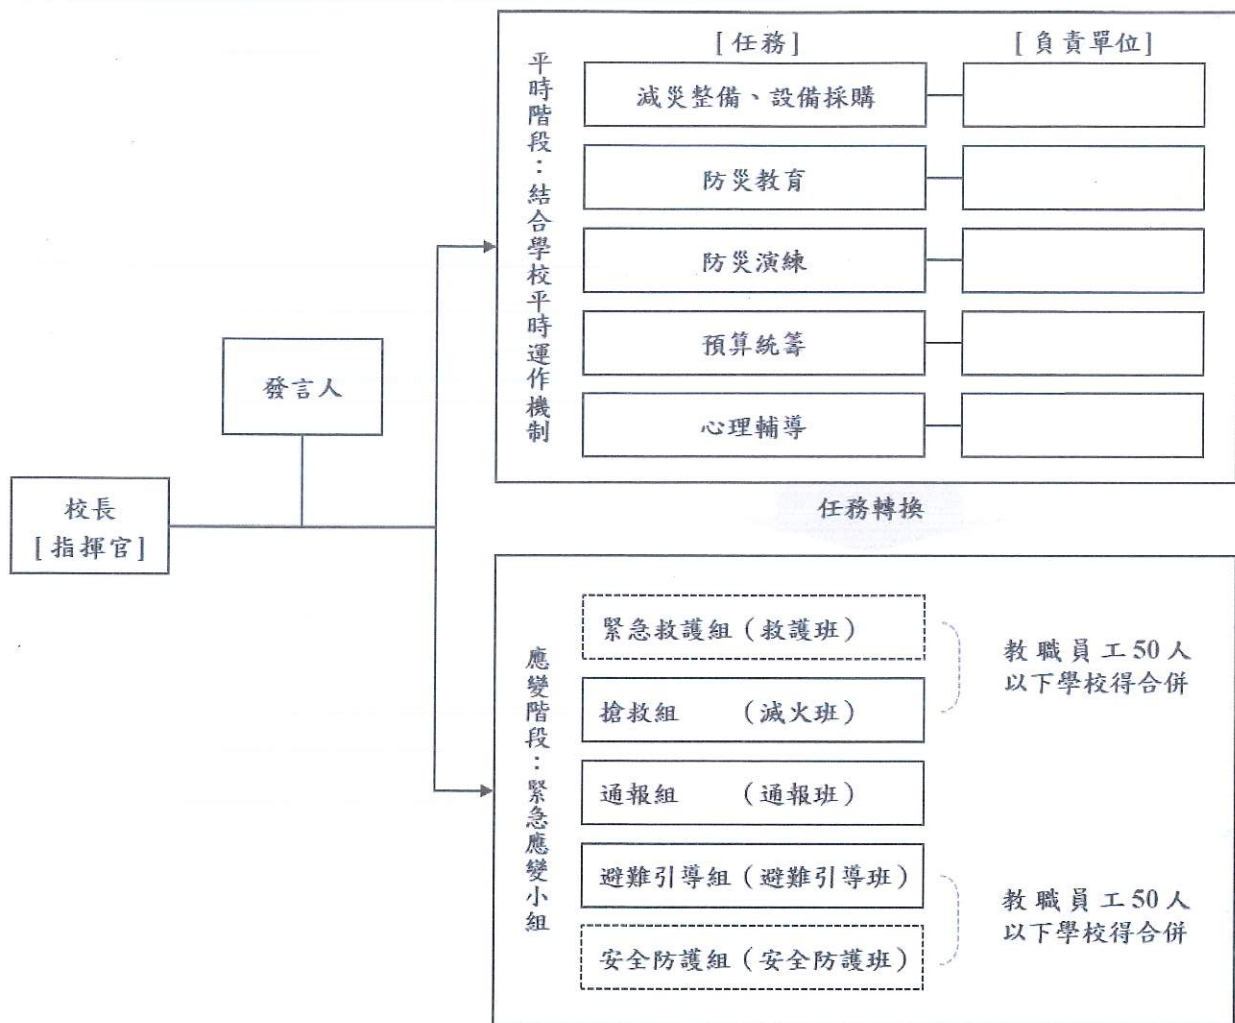 [任務]
[負責單位]
平時階段：結合學校平時運作機制
減災整備、設備採購
防災教育
防災演練
預算統籌
心理輔導
發言人
校長
[指揮官]
任務轉換
應變階段：緊急應變小組
緊急救護組（救護班）
搶救組　　（滅火班）
通報組　　（通報班）
避難引導組（避難引導班）
安全防護組（安全防護班）
教職員工50人
以下學校得合併
教職員工50人
以下學校得合併